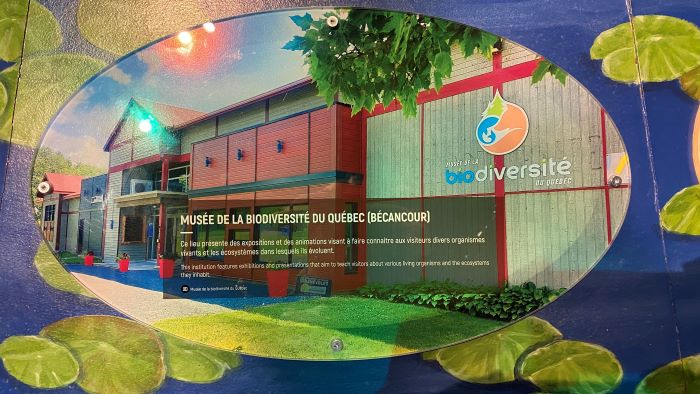 MUSÉE DE LA
biodiversité
DU QUÉBEC
MUSÉE DE LA BIODIVERSITÉ DU QUÉBEC (BÉCANCOUR)
Ce lieu présente des expositions et des animations visant à faire connaître aux visiteurs divers organismes
vivants et les écosystèmes dans lesquels ils évoluent.
This institution features exhibitions and presentations that aim to teach visitors about various living organisms and the ecosystems
they inhabit.
Musée de la biodiversité du Québec